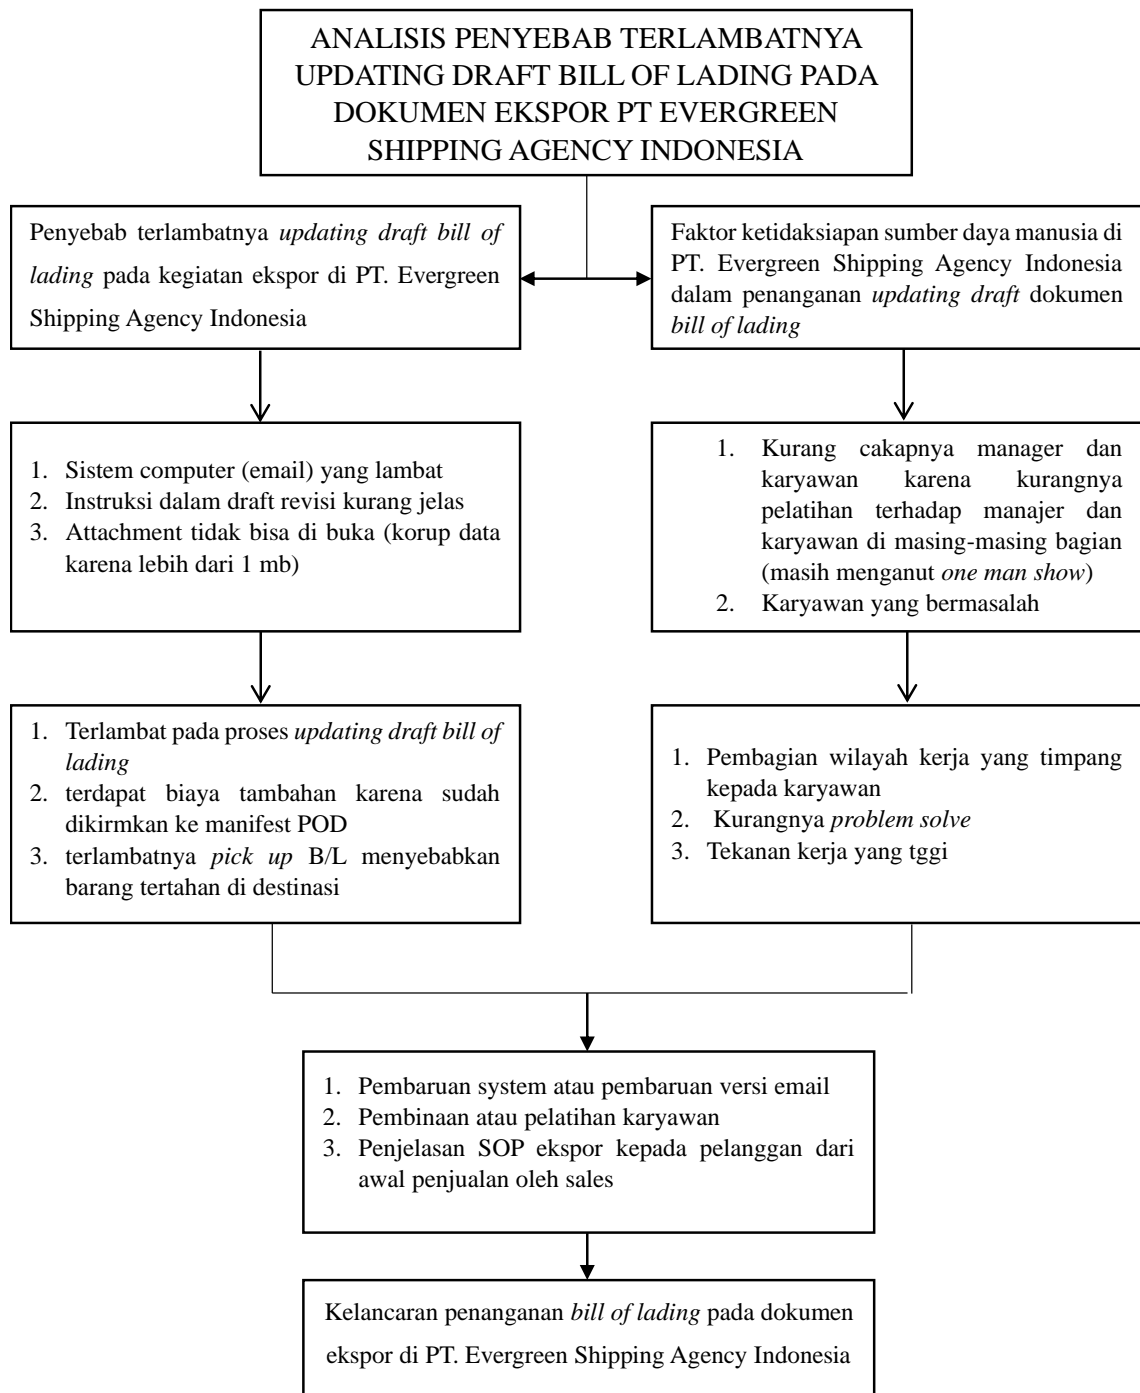 ANALISIS PENYEBAB TERLAMBATNYA
UPDATING DRAFT BILL OF LADING PADA
DOKUMEN EKSPOR PT EVERGREEN
SHIPPING AGENCY INDONESIA
Penyebab terlambatnya updating draft bill of
lading pada kegiatan ekspor di PT. Evergreen
Shipping Agency Indonesia
Faktor ketidaksiapan sumber daya manusia di
PT. Evergreen Shipping Agency Indonesia
dalam penanganan updating draft dokumen
bill of lading
1. Sistem computer (email) yang lambat
2. Instruksi dalam draft revisi kurang jelas
3. Attachment tidak bisa di buka (korup data
karena lebih dari 1 mb)
1. Kurang cakapnya manager dan
karyawan karena kurangnya
pelatihan terhadap manajer dan
karyawan di masing-masing bagian
(masih menganut one man show)
2. Karyawan yang bermasalah
1. Terlambat pada proses updating draft bill of
lading
2. terdapat biaya tambahan karena sudah
dikirmkan ke manifest POD
3. terlambatnya pick up B/L menyebabkan
barang tertahan di destinasi
1. Pembagian wilayah kerja yang timpang
kepada karyawan
2. Kurangnya problem solve
3. Tekanan kerja yang tggi
1. Pembaruan system atau pembaruan versi email
2. Pembinaan atau pelatihan karyawan
3. Penjelasan SOP ekspor kepada pelanggan dari
awal penjualan oleh sales
Kelancaran penanganan bill of lading pada dokumen
ekspor di PT. Evergreen Shipping Agency Indonesia